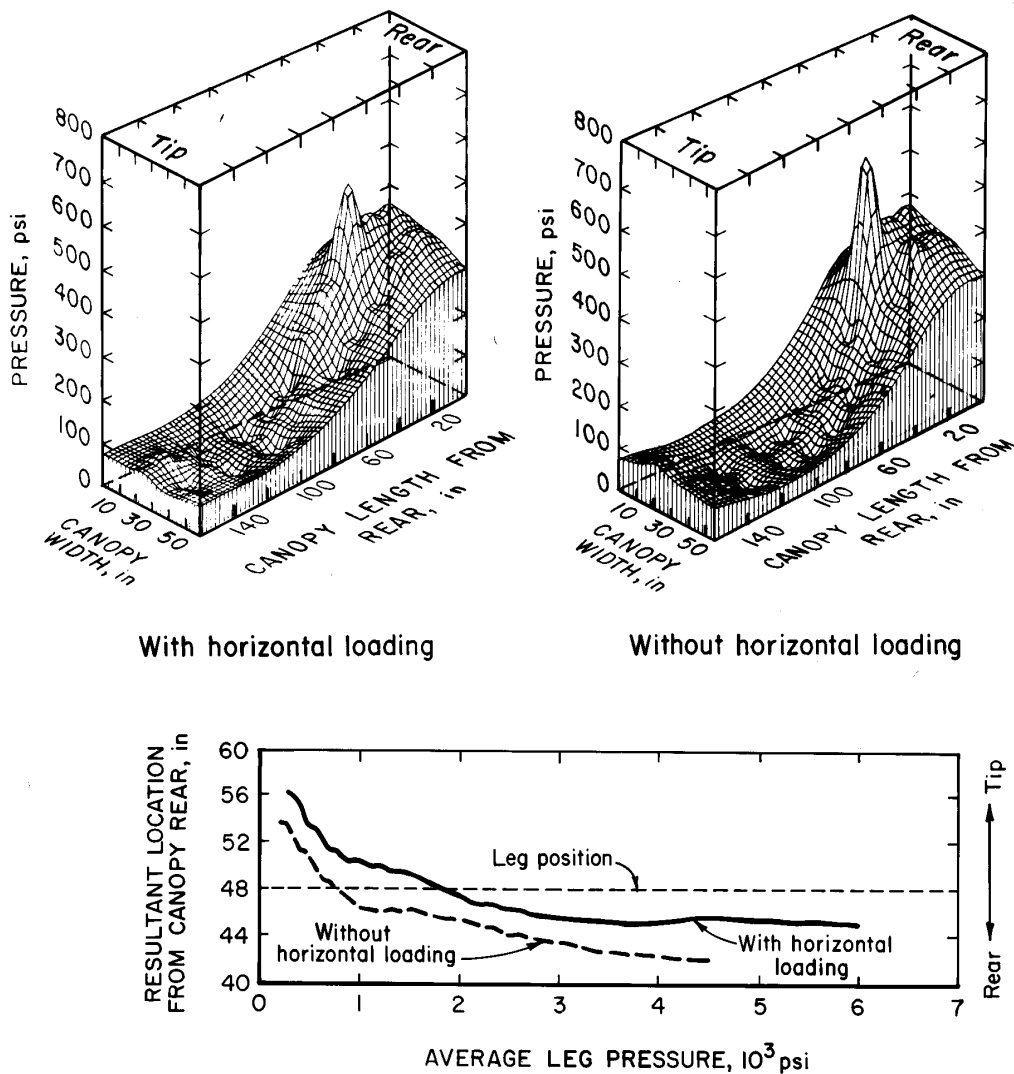 Rear
Tip
800
700
600
500
400
300
200
100
0
PRESSURE, psi
10 30 50
CANOPY
WIDTH, in
140 100 60 20
CANOPY LENGTH FROM
REAR, in
With horizontal loading
Rear
Tip
800
700
600
500
400
300
200
100
0
PRESSURE, psi
10 30 50
CANOPY
WIDTH, in
140 100 60 20
CANOPY LENGTH FROM
REAR, in
Without horizontal loading
RESULTANT LOCATION
FROM CANOPY REAR, in
60
56
52
48
44
40
Leg position
Without
horizontal loading
With horizontal
loading
Tip
Rear
0 1 2 3 4 5 6 7
AVERAGE LEG PRESSURE, 10³ psi